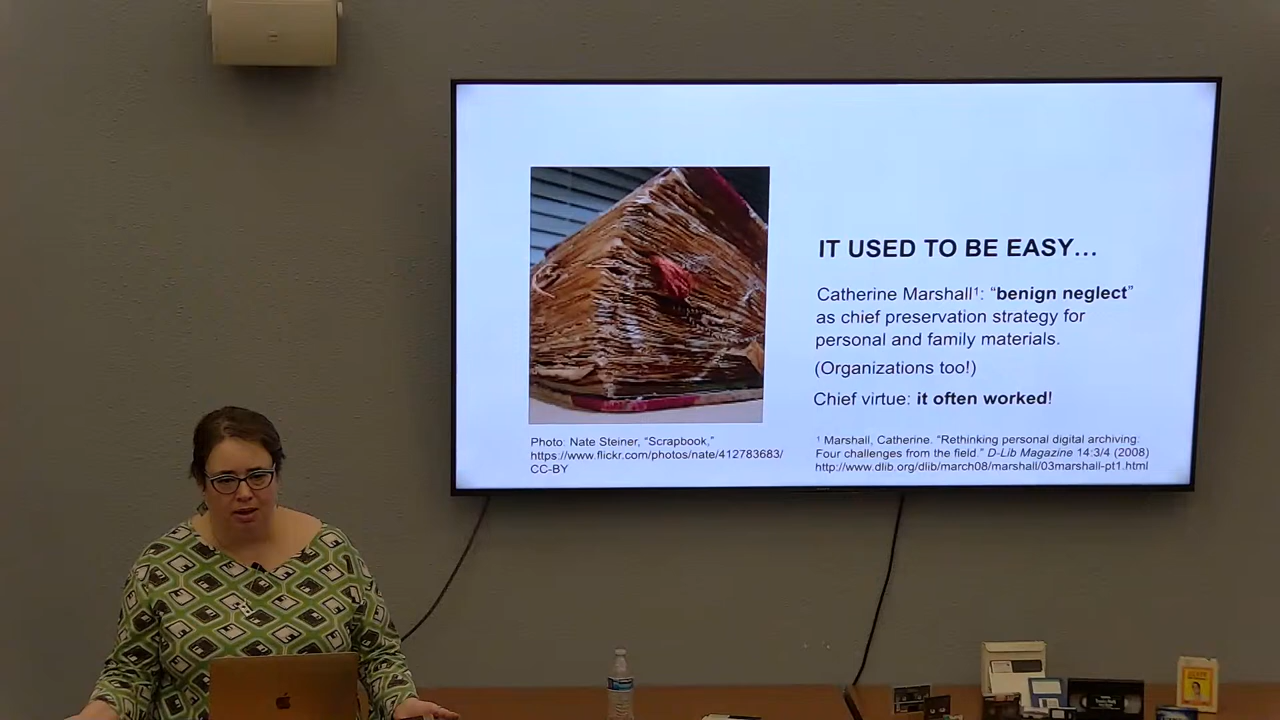 IT USED TO BE EASY…
Catherine Marshall¹: “benign neglect”
as chief preservation strategy for
personal and family materials.
(Organizations too!)
Chief virtue: it often worked!
Photo: Nate Steiner, “Scrapbook,”
https://www.flickr.com/photos/nate/412783683/
CC-BY
¹ Marshall, Catherine. “Rethinking personal digital archiving:
Four challenges from the field.” D-Lib Magazine 14:3/4 (2008)
http://www.dlib.org/dlib/march08/marshall/03marshall-pt1.html